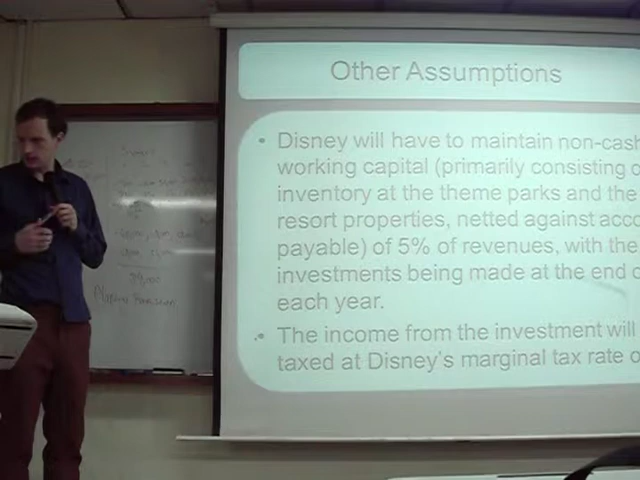 Other Assumptions
• Disney will have to maintain non-cash
working capital (primarily consisting o
inventory at the theme parks and the
resort properties, netted against acco
payable) of 5% of revenues, with the
investments being made at the end o
each year.
• The income from the investment will
taxed at Disney's marginal tax rate o